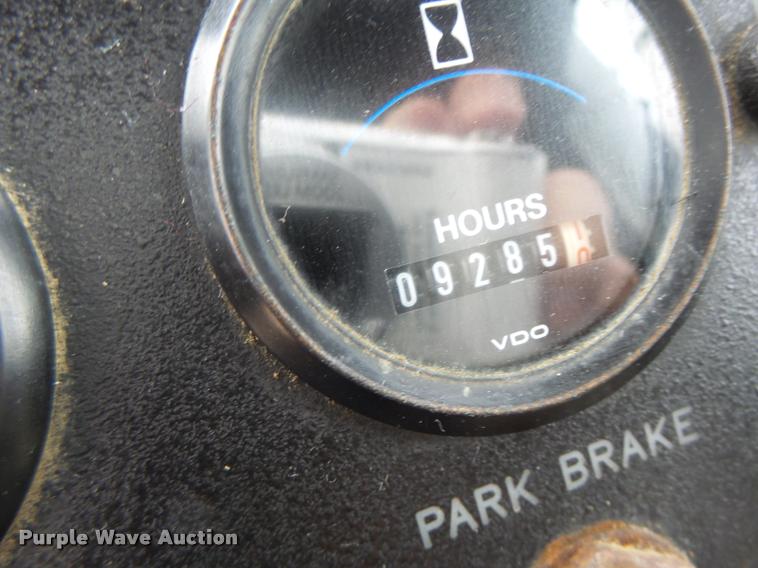 HOURS
09285
VDO
PARK BRAKE
Purple Wave Auction